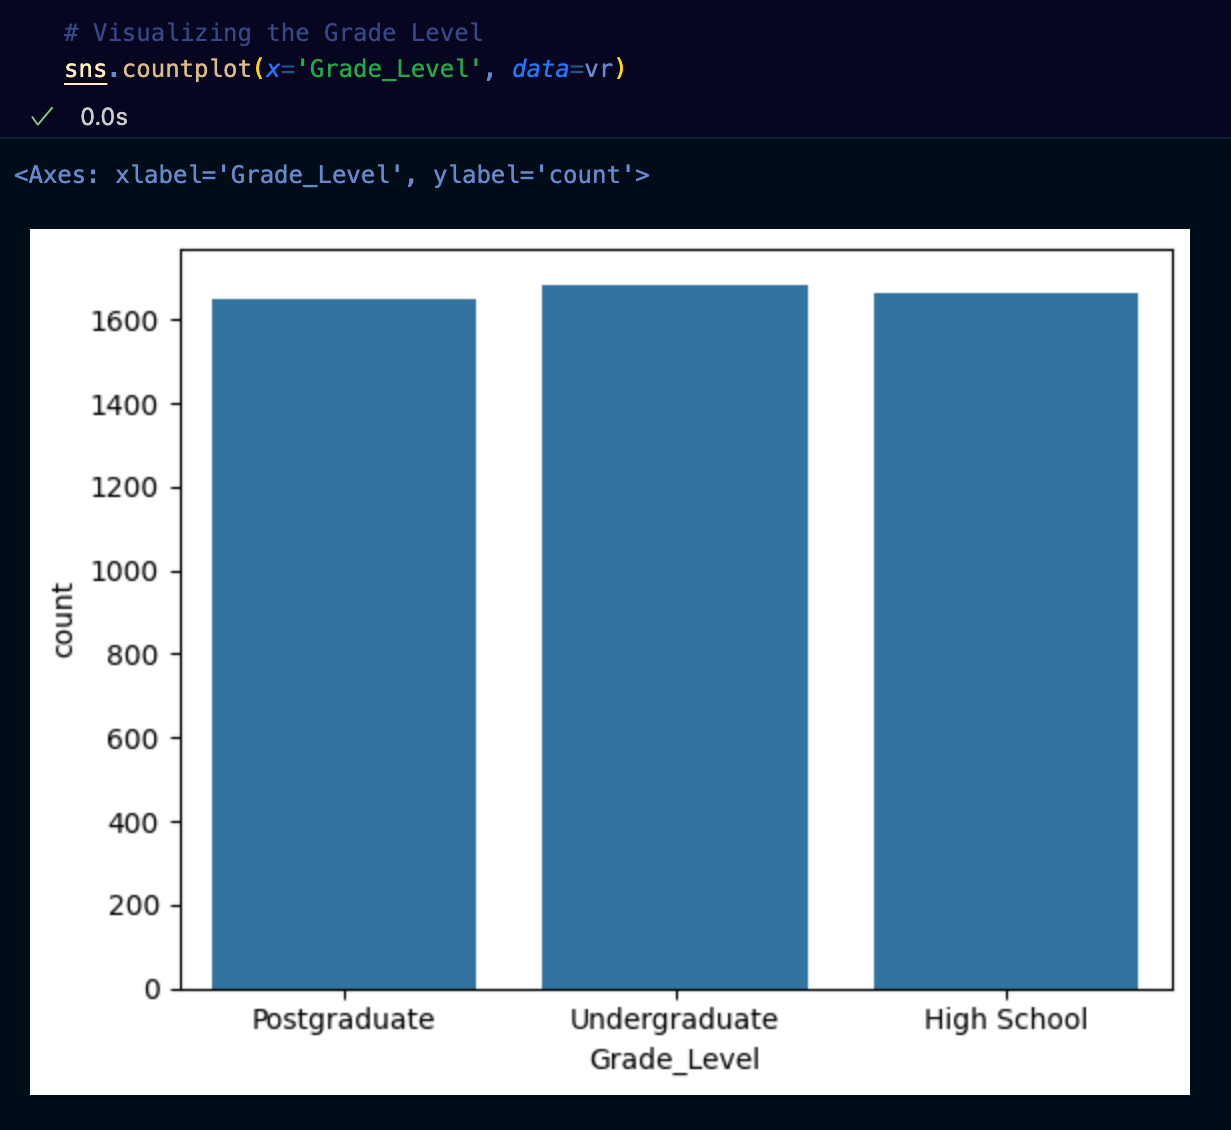 # Visualizing the Grade Level
sns.countplot(x='Grade_Level', data=vr)
0.0s
<Axes: xlabel='Grade_Level', ylabel='count'>
1600
1400
1200
1000
800
600
400
200
0
count
Postgraduate Undergraduate High School
Grade_Level